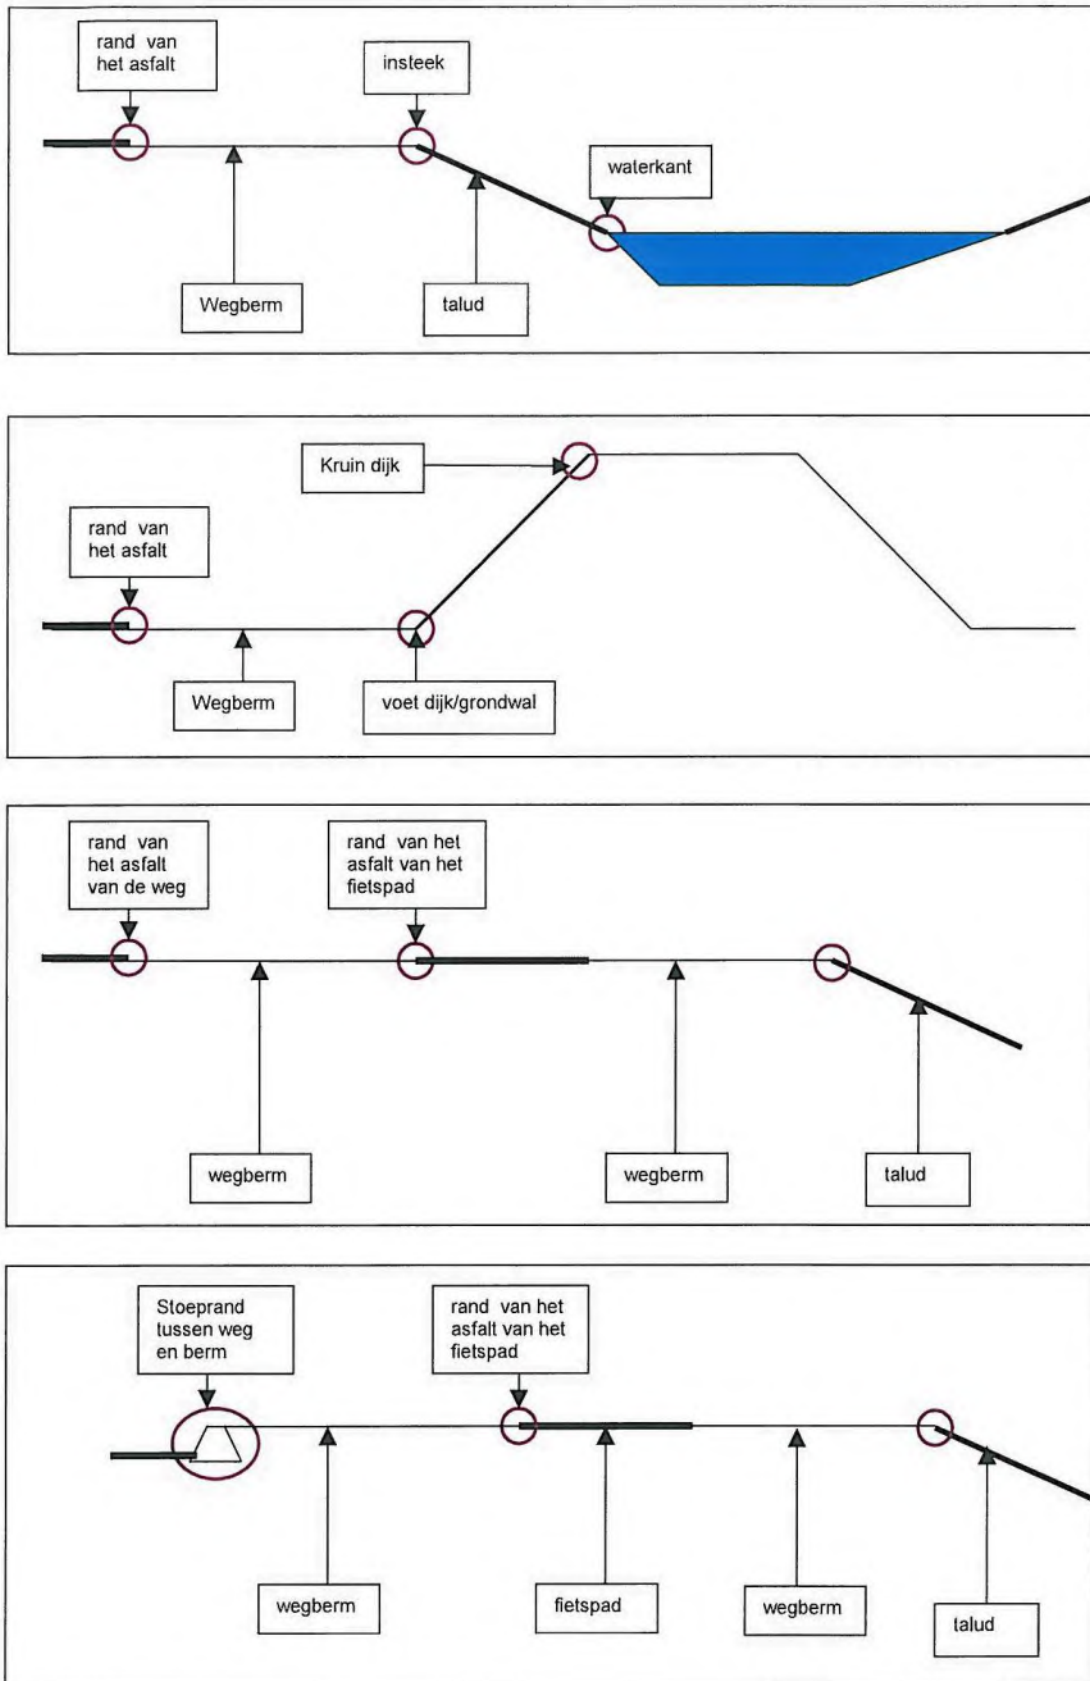 rand van
het asfalt
insteek
waterkant
Wegberm
talud
Kruin dijk
rand van
het asfalt
Wegberm
voet dijk/grondwal
rand van
het asfalt
van de weg
rand van het
asfalt van het
fietspad
wegberm
wegberm
talud
Stoeprand
tussen weg
en berm
rand van het
asfalt van het
fietspad
wegberm
fietspad
wegberm
talud